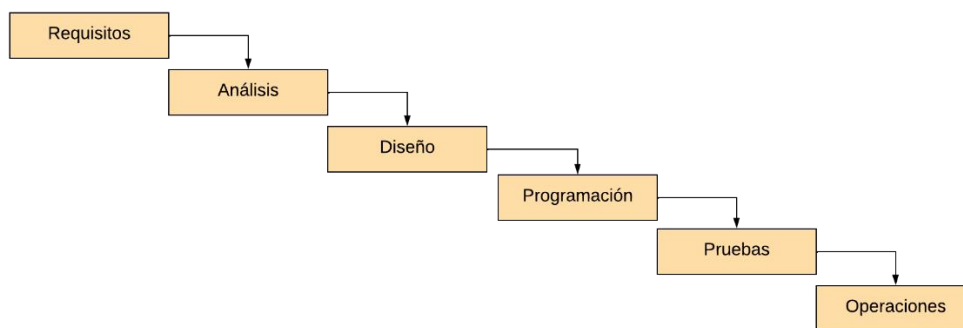 Requisitos
Análisis
Diseño
Programación
Pruebas
Operaciones